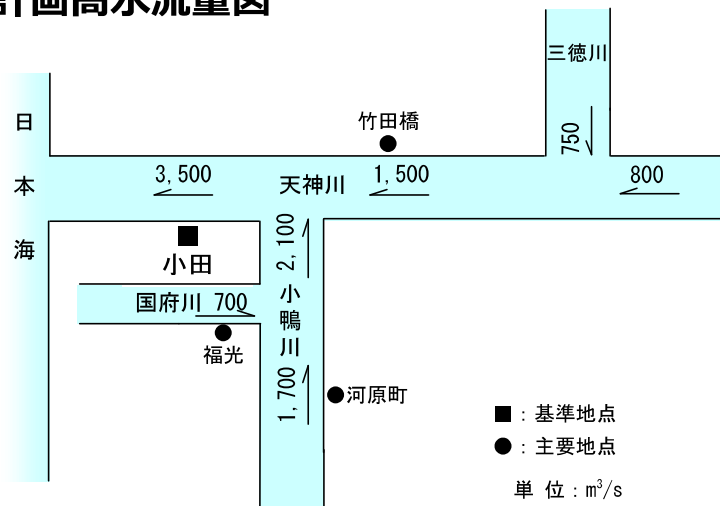 計画高水流量図
三徳川
750
日本海
竹田橋
3,500
天神川
1,500
800
2,100
小田
国府川 700
小鴨川
福光
1,700
河原町
■：基準地点
●：主要地点
単 位：m³/s